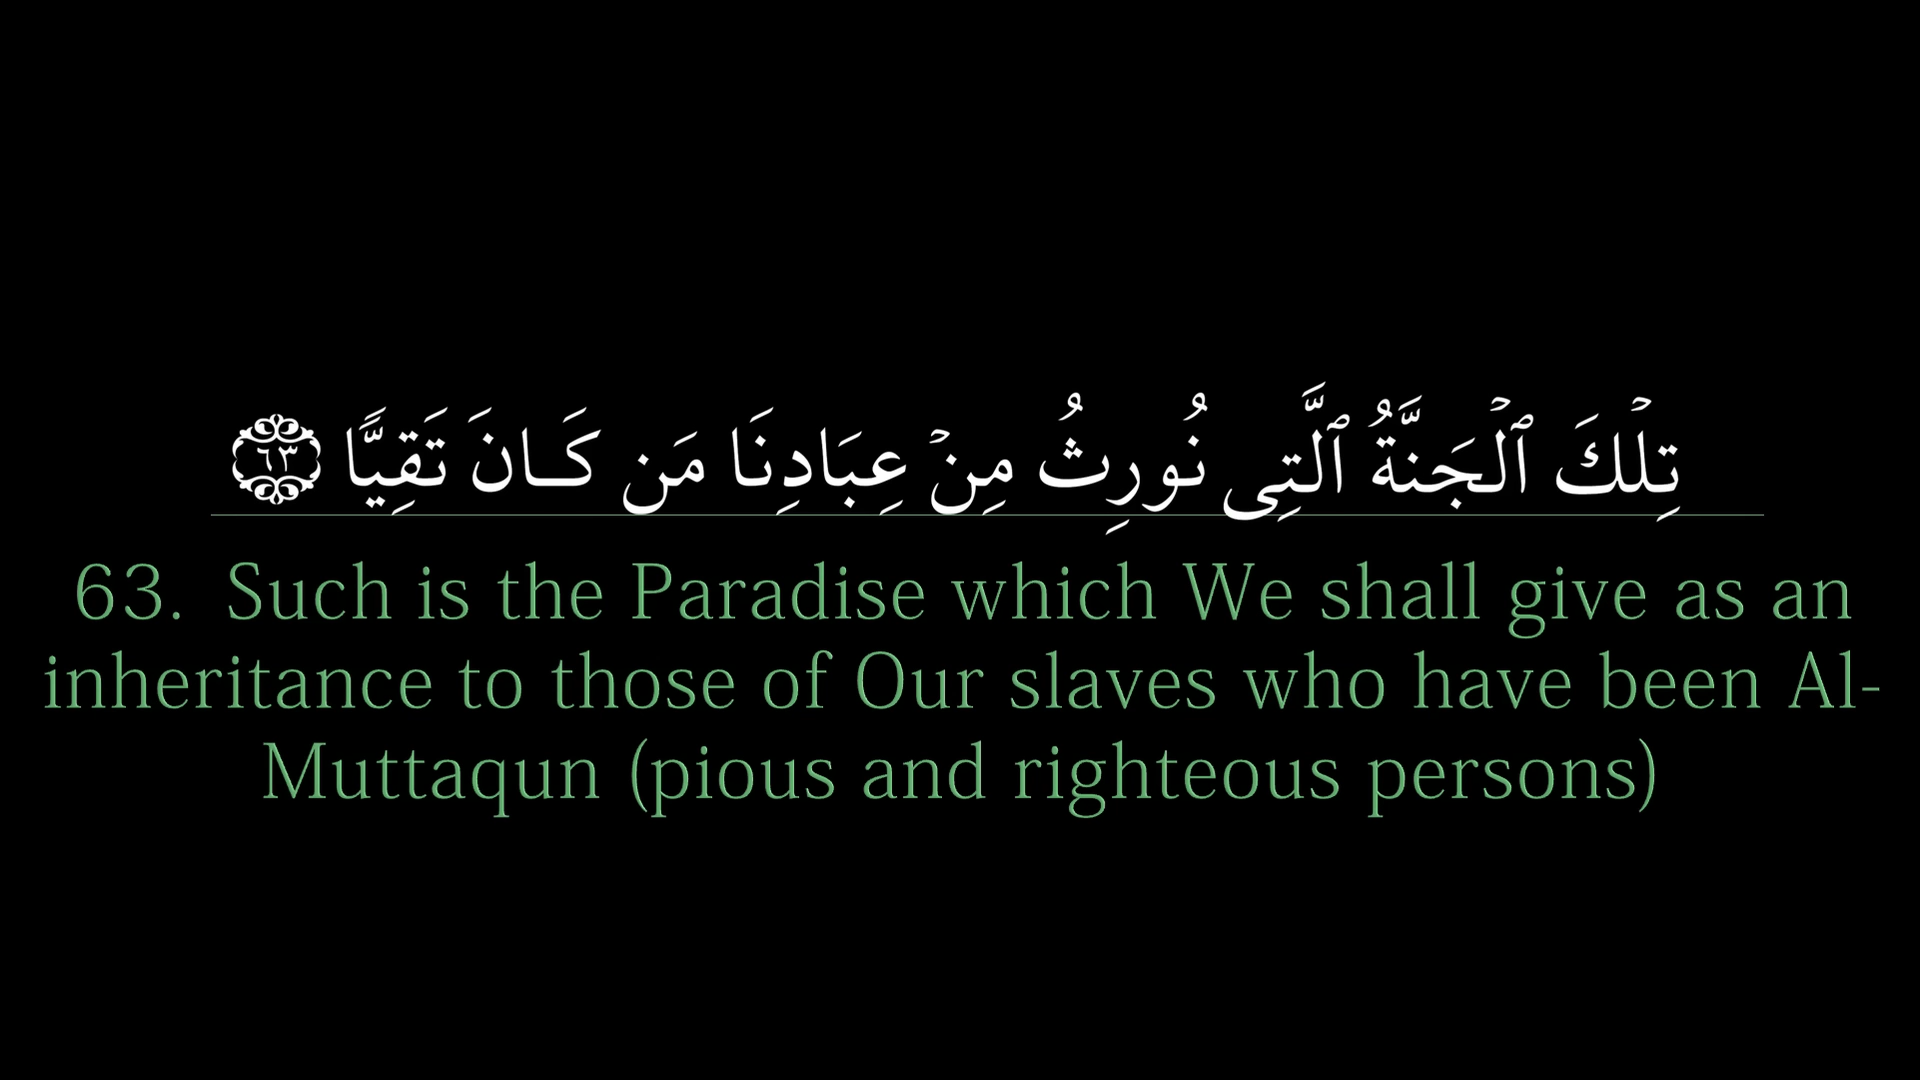 تِلْكَ ٱلْجَنَّةُ ٱلَّتِى نُورِثُ مِنْ عِبَادِنَا مَن كَانَ تَقِيًّا ٦٣
63. Such is the Paradise which We shall give as an
inheritance to those of Our slaves who have been Al-
Muttaqun (pious and righteous persons)